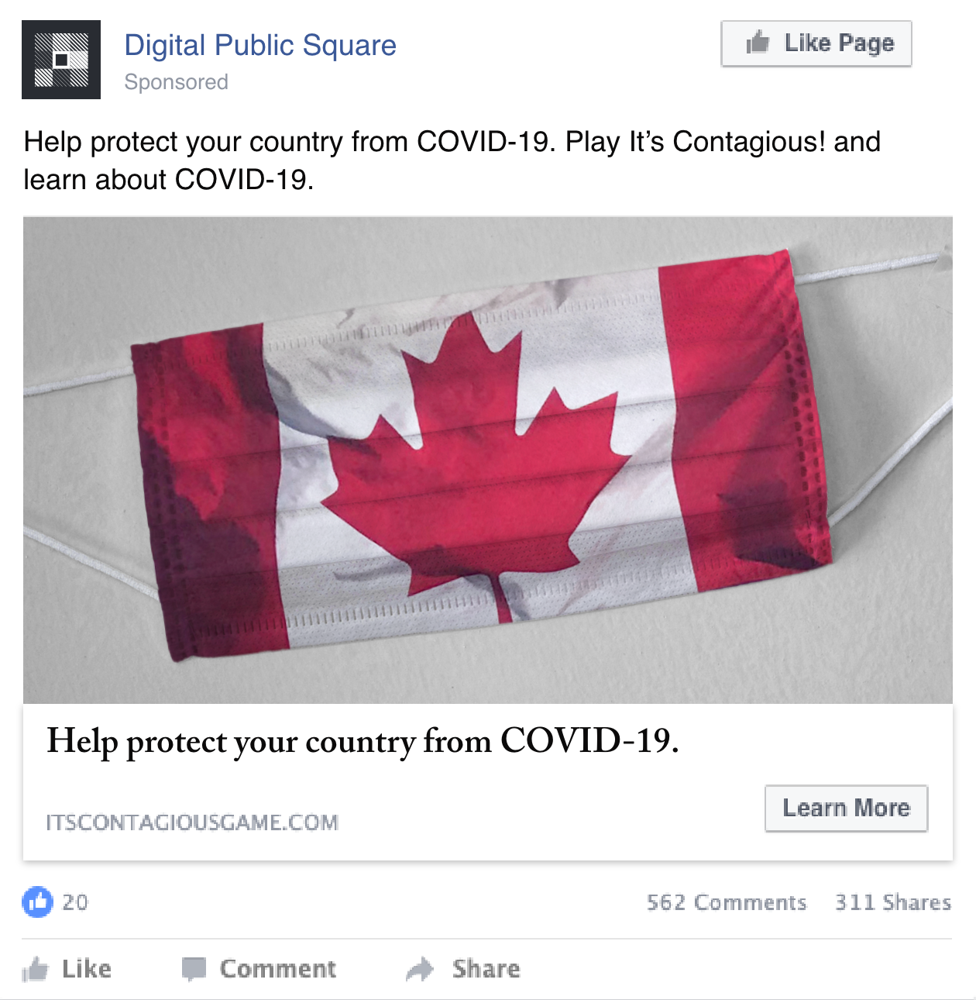 Digital Public Square
Sponsored
Like Page
Help protect your country from COVID-19. Play It’s Contagious! and
learn about COVID-19.
Help protect your country from COVID-19.
ITSCONTAGIOUSGAME.COM
Learn More
20
562 Comments
311 Shares
Like
Comment
Share